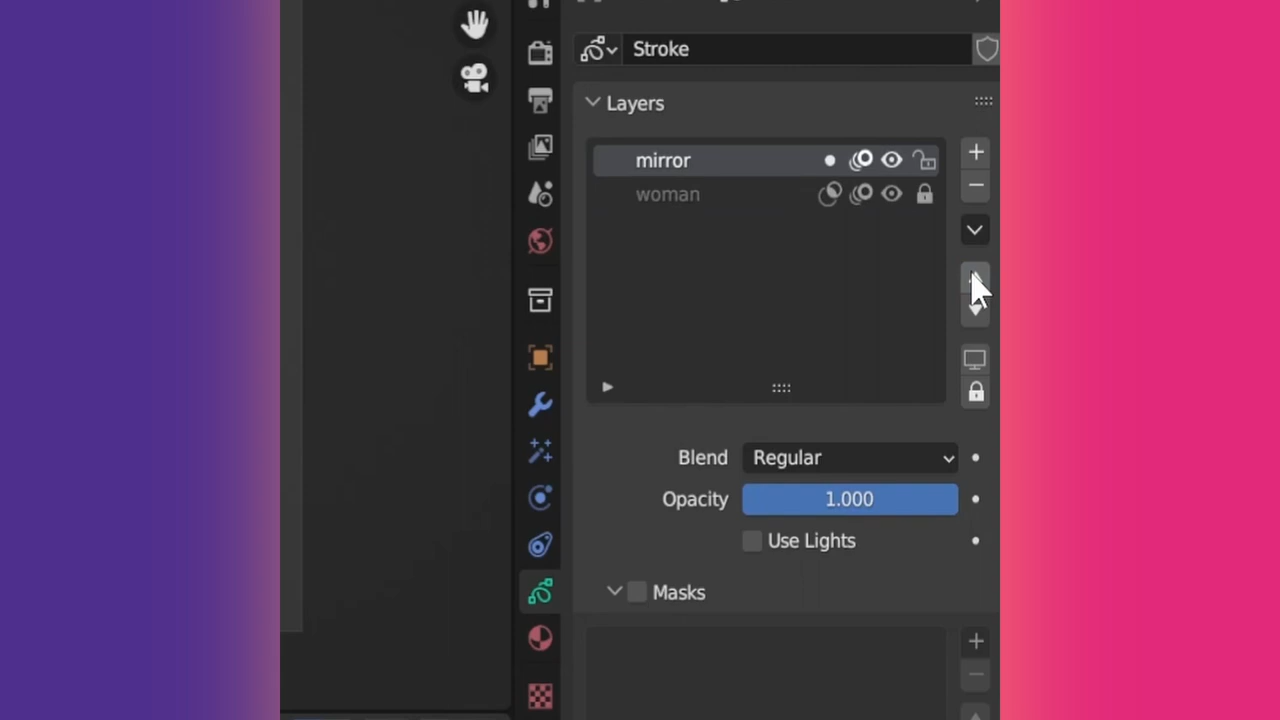 Stroke
Layers
mirror
woman
Blend Regular
Opacity 1.000
Use Lights
Masks